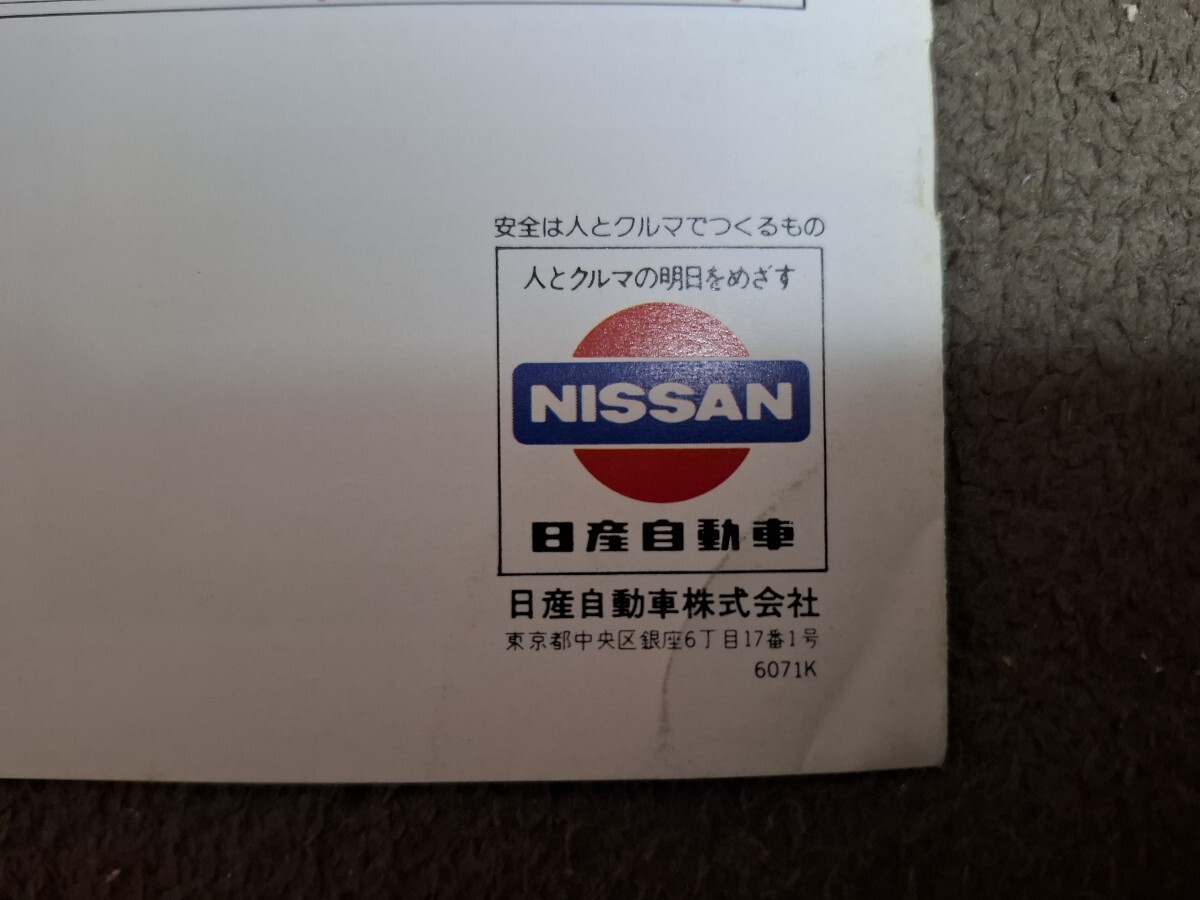 安全は人とクルマでつくるもの
人とクルマの明日をめざす
NISSAN
日産自動車
日産自動車株式会社
東京都中央区銀座6丁目17番1号
6071K